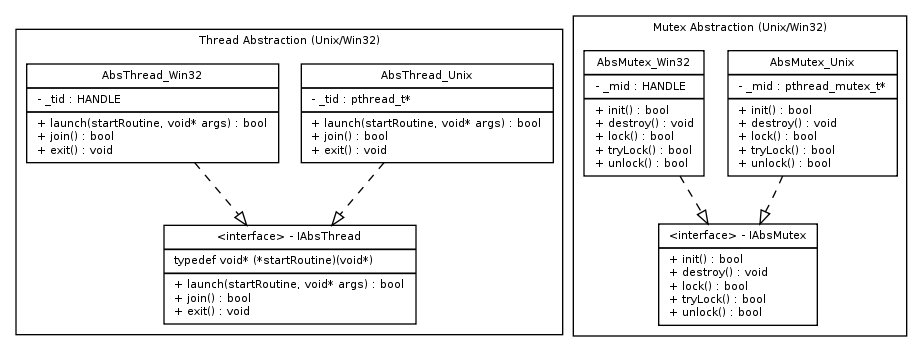 Thread Abstraction (Unix/Win32)
AbsThread_Win32
- _tid : HANDLE
+ launch(startRoutine, void* args) : bool
+ join() : bool
+ exit() : void
AbsThread_Unix
- _tid : pthread_t*
+ launch(startRoutine, void* args) : bool
+ join() : bool
+ exit() : void
<interface> - IAbsThread
typedef void* (*startRoutine)(void*)
+ launch(startRoutine, void* args) : bool
+ join() : bool
+ exit() : void
Mutex Abstraction (Unix/Win32)
AbsMutex_Win32
- _mid : HANDLE
+ init() : bool
+ destroy() : void
+ lock() : bool
+ tryLock() : bool
+ unlock() : bool
AbsMutex_Unix
- _mid : pthread_mutex_t*
+ init() : bool
+ destroy() : void
+ lock() : bool
+ tryLock() : bool
+ unlock() : bool
<interface> - IAbsMutex
+ init() : bool
+ destroy() : void
+ lock() : bool
+ tryLock() : bool
+ unlock() : bool